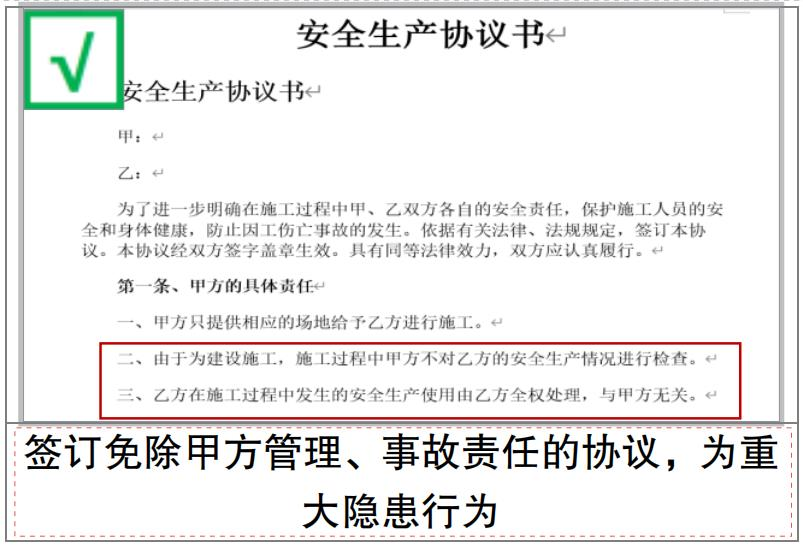 安全生产协议书↵
安全生产协议书↵
甲：↵
乙：↵
为了进一步明确在施工过程中甲、乙双方各自的安全责任，保护施工人员的安
全和身体健康，防止因工伤亡事故的发生。依据有关法律、法规规定，签订本协
议。本协议经双方签字盖章生效。具有同等法律效力，双方应认真履行。↵
第一条、甲方的具体责任↵
一、甲方只提供相应的场地给予乙方进行施工。↵
二、由于为建设施工，施工过程中甲方不对乙方的安全生产情况进行检查。↵
三、乙方在施工过程中发生的安全生产使用由乙方全权处理，与甲方无关。↵
签订免除甲方管理、事故责任的协议，为重
大隐患行为